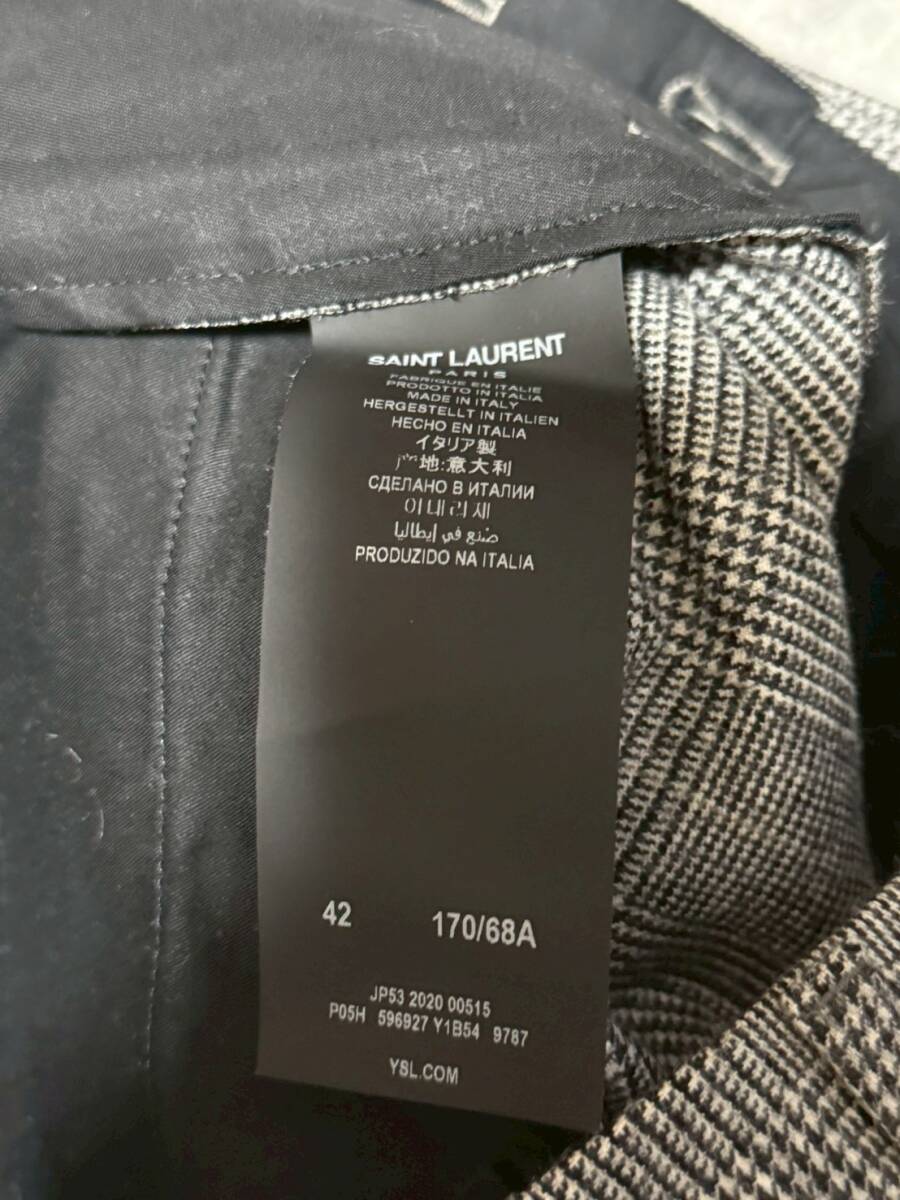 SAINT LAURENT
PARIS
FABRIQUÉ EN ITALIE
PRODOTTO IN ITALIA
MADE IN ITALY
HERGESTELLT IN ITALIEN
HECHO EN ITALIA
イタリア製
产地:意大利
СДЕЛАНО В ИТАЛИИ
이태리제
صنع في إيطاليا
PRODUZIDO NA ITALIA
42 170/68A
JP53 2020 00515
P05H 596927 Y1B54 9787
YSL.COM